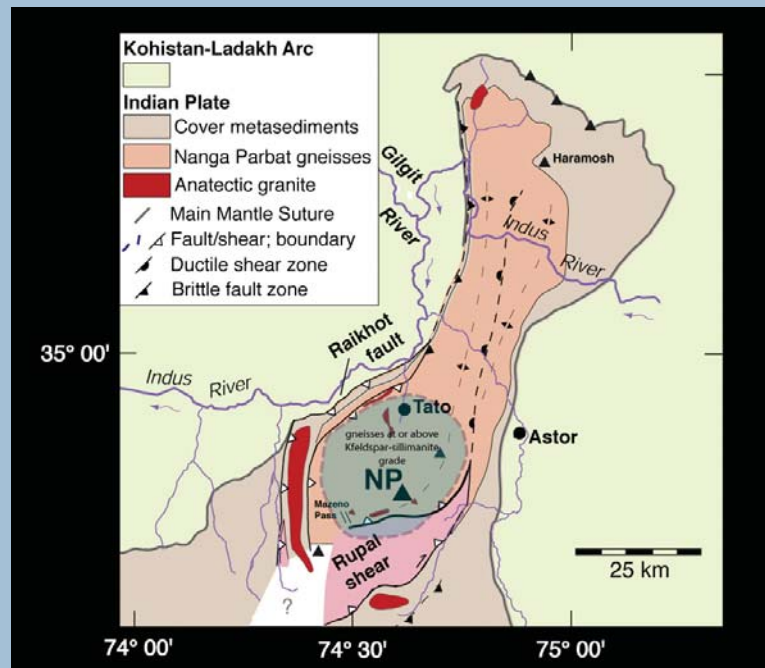 Kohistan-Ladakh Arc
Indian Plate
Cover metasediments
Nanga Parbat gneisses
Anatectic granite
Main Mantle Suture
Fault/shear; boundary
Ductile shear zone
Brittle fault zone
Gilgit
River
Haramosh
Indus
River
35° 00'
Raikhot
fault
Indus River
Tato
Astor
gneisses at or above
Kfeldspar-sillimanite
grade
NP
Mazeno
Pass
Rupal
shear
25 km
?
74° 00'
74° 30'
75° 00'